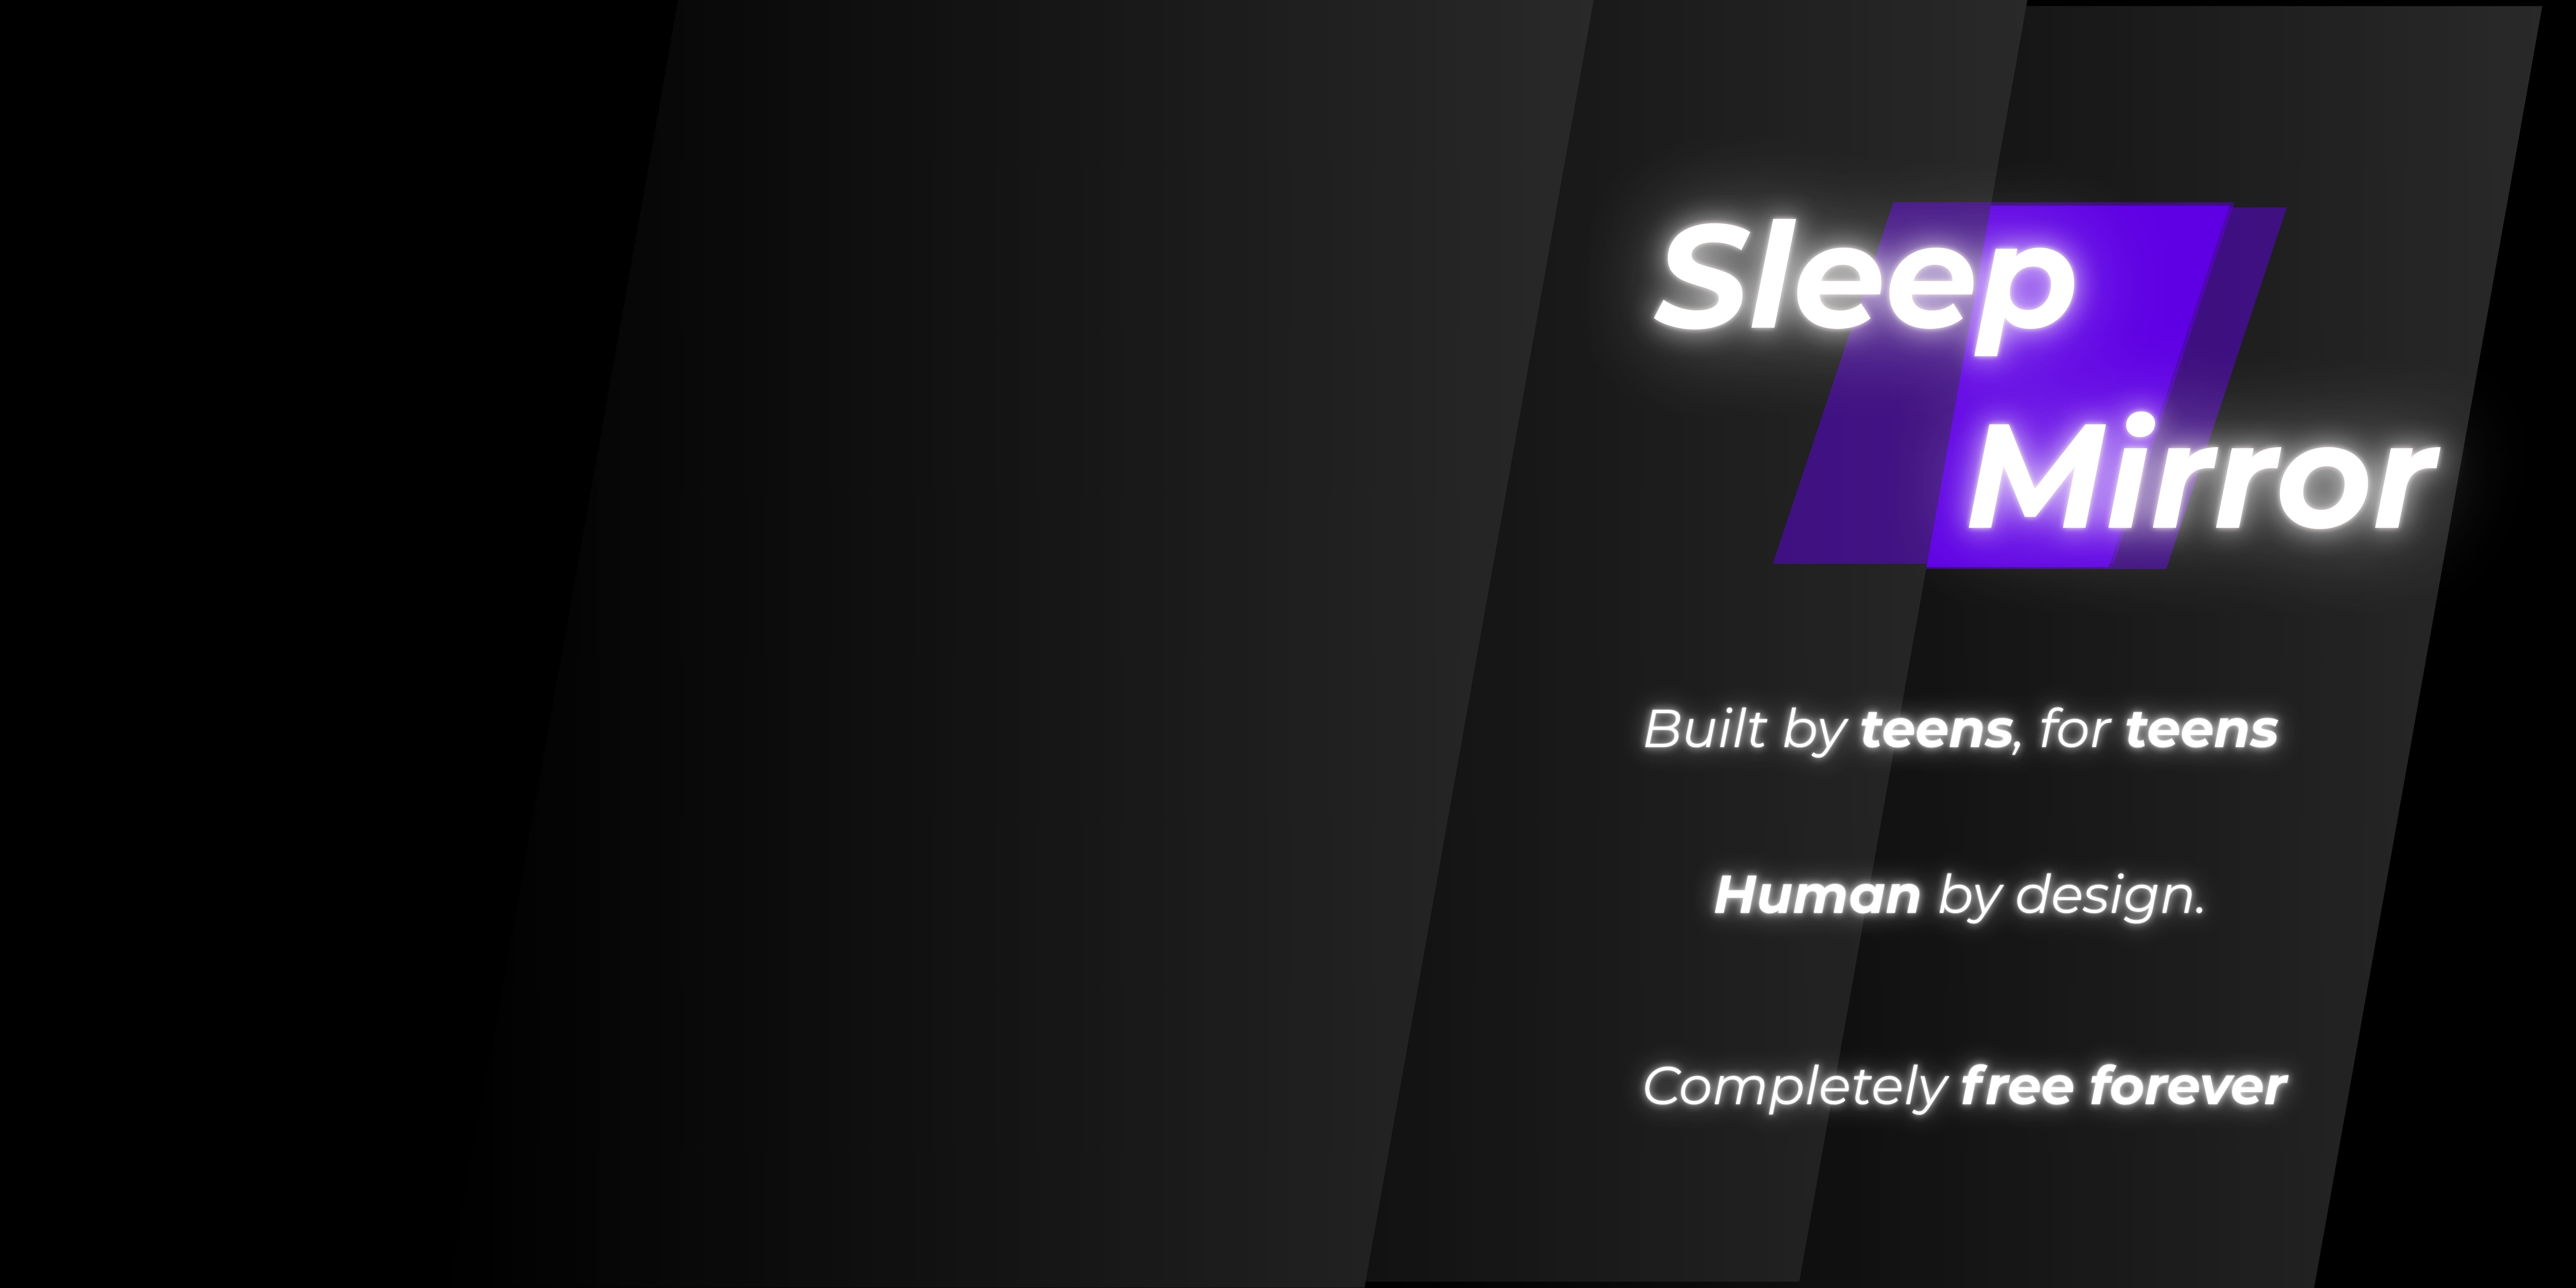 Sleep
Mirror
Built by teens, for teens
Human by design.
Completely free forever